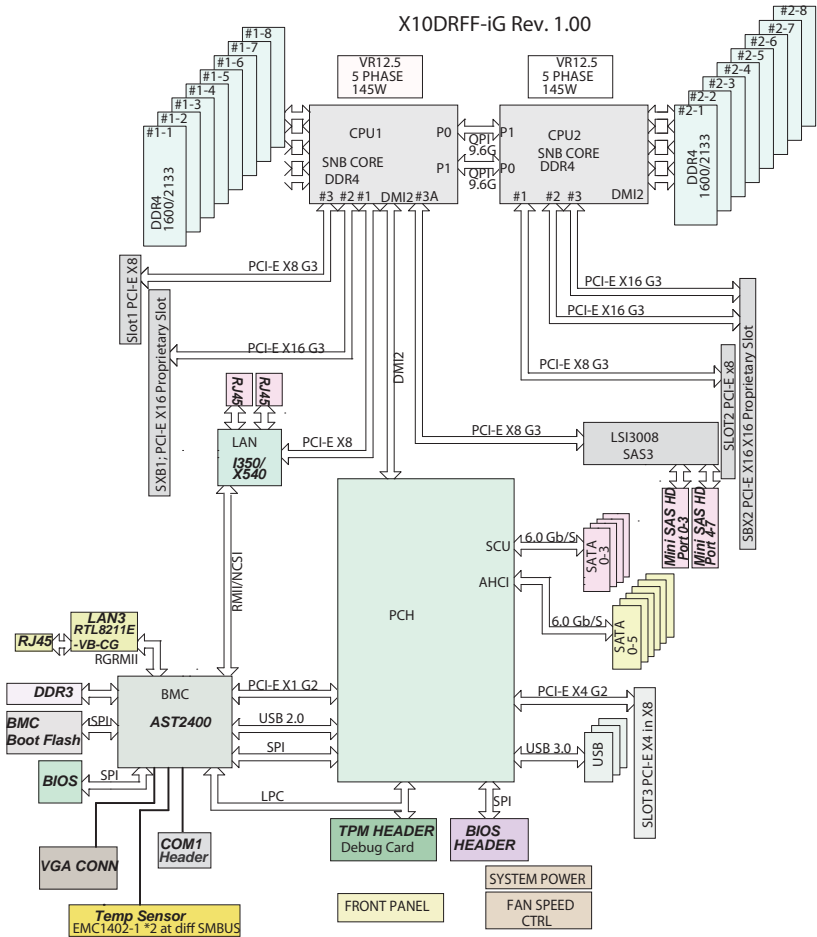 X10DRFF-iG Rev. 1.00
#1-8
#1-7
#1-6
#1-5
#1-4
#1-3
#1-2
#1-1
DDR4
1600/2133
VR12.5
5 PHASE
145W
VR12.5
5 PHASE
145W
#2-8
#2-7
#2-6
#2-5
#2-4
#2-3
#2-2
#2-1
DDR4
1600/2133
CPU1
SNB CORE
DDR4
P0
P1
#3 #2 #1 DMI2 #3A
QPI
9.6G
QPI
9.6G
P1
P0
CPU2
SNB CORE
DDR4
#1 #2 #3 DMI2
Slot1 PCI-E X8
PCI-E X8 G3
SXB1; PCI-E X16 Proprietary Slot
PCI-E X16 G3
DMI2
PCI-E X16 G3
PCI-E X16 G3
PCI-E X8 G3
SLOT2 PCI-E x8
SBX2 PCI-E X16 X16 Proprietary Slot
RJ45
RJ45
LAN
I350/
X540
PCI-E X8
PCI-E X8 G3
LSI3008
SAS3
Mini SAS HD
Port 0-3
Mini SAS HD
Port 4-7
RMII/NCSI
PCH
SCU
6.0 Gb/S
SATA
0-3
AHCI
6.0 Gb/S
SATA
0-5
LAN3
RTL8211E
-VB-CG
RJ45
RGRMII
DDR3
BMC
AST2400
PCI-E X1 G2
USB 2.0
SPI
BMC
Boot Flash
SPI
BIOS
SPI
LPC
PCI-E X4 G2
USB 3.0
USB
SLOT3 PCI-E X4 in X8
SPI
TPM HEADER
Debug Card
BIOS
HEADER
VGA CONN
COM1
Header
Temp Sensor
EMC1402-1 *2 at diff SMBUS
FRONT PANEL
SYSTEM POWER
FAN SPEED
CTRL